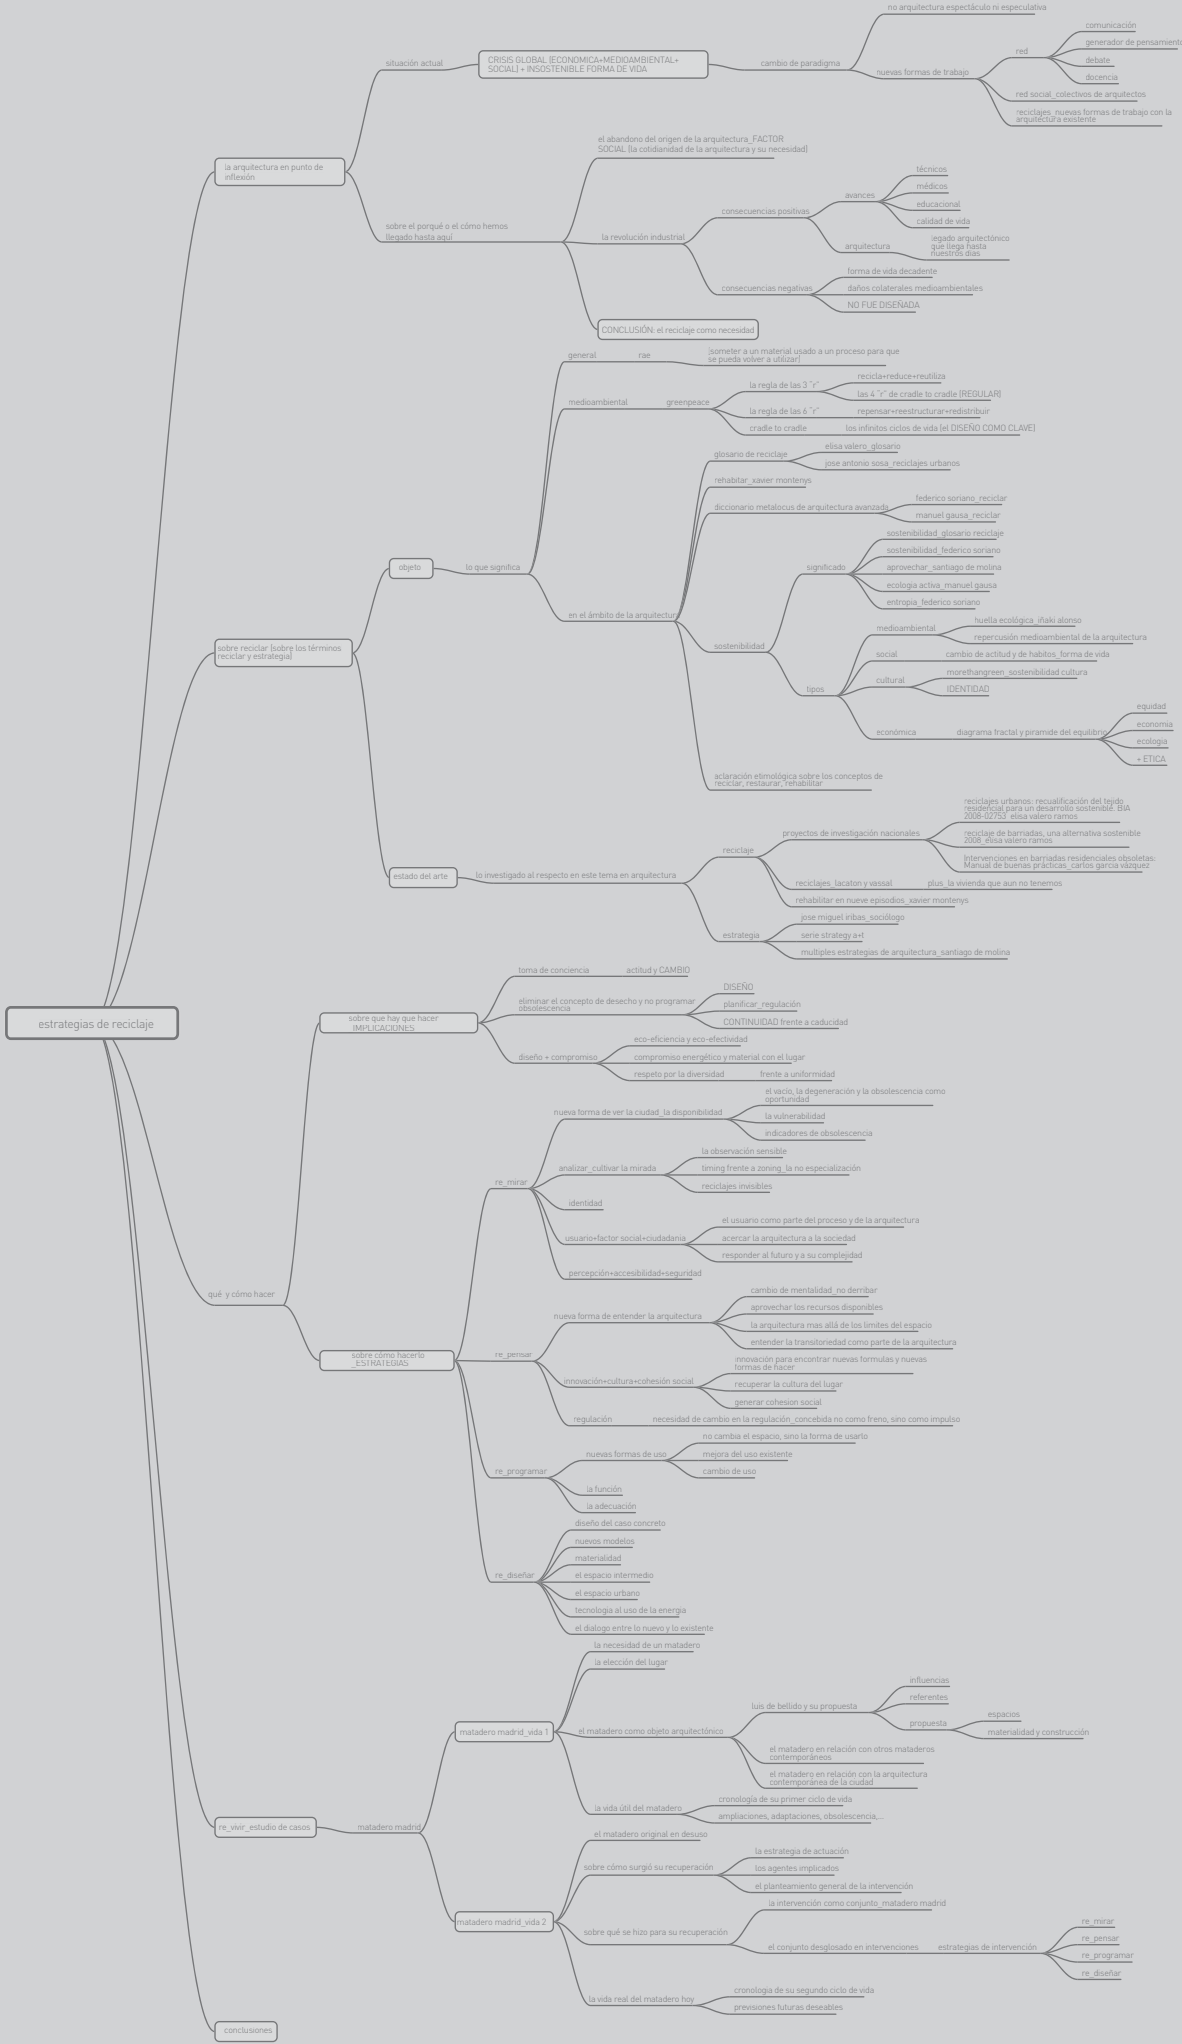 no arquitectura espectáculo ni especulativa
comunicación
generador de pensamiento
red
situación actual
CRISIS GLOBAL [ECONOMICA+MEDIOAMBIENTAL+
SOCIAL] + INSOSTENIBLE FORMA DE VIDA
cambio de paradigma
debate
nuevas formas de trabajo
docencia
red social_colectivos de arquitectos
reciclajes_nuevas formas de trabajo con la
arquitectura existente
el abandono del origen de la arquitectura_FACTOR
SOCIAL [la cotidianidad de la arquitectura y su necesidad]
la arquitectura en punto de
inflexión
técnicos
médicos
avances
educacional
consecuencias positivas
calidad de vida
sobre el porqué o el cómo hemos
llegado hasta aquí
la revolución industrial
arquitectura
legado arquitectónico
que llega hasta
nuestros días
forma de vida decadente
consecuencias negativas
daños colaterales medioambientales
NO FUE DISEÑADA
CONCLUSIÓN: el reciclaje como necesidad
general
rae
[someter a un material usado a un proceso para que
se pueda volver a utilizar]
recicla+reduce+reutiliza
la regla de las 3 "r"
las 4 "r" de cradle to cradle [REGULAR]
medioambiental
greenpeace
la regla de las 6 "r"
repensar+reestructurar+redistribuir
cradle to cradle
los infinitos ciclos de vida [el DISEÑO COMO CLAVE]
elisa valero_glosario
glosario de reciclaje
jose antonio sosa_reciclajes urbanos
rehabitar_xavier montenys
federico soriano_reciclar
diccionario metalocus de arquitectura avanzada
manuel gausa_reciclar
sostenibilidad_glosario reciclaje
sostenibilidad_federico soriano
objeto
lo que significa
significado
aprovechar_santiago de molina
ecologia activa_manuel gausa
entropia_federico soriano
en el ámbito de la arquitectura
huella ecológica_iñaki alonso
medioambiental
repercusión medioambiental de la arquitectura
sobre reciclar [sobre los términos
reciclar y estrategia]
sostenibilidad
social
cambio de actitud y de habitos_forma de vida
morethangreen_sostenibilidad cultura
cultural
tipos
IDENTIDAD
equidad
economia
económica
diagrama fractal y piramide del equilibrio
ecologia
+ ETICA
aclaración etimológica sobre los conceptos de
reciclar, restaurar, rehabilitar
reciclajes urbanos: recualificación del tejido
residencial para un desarrollo sostenible. BIA
2008-02753 elisa valero ramos
proyectos de investigación nacionales
reciclaje de barriadas, una alternativa sostenible
2008_elisa valero ramos
reciclaje
Intervenciones en barriadas residenciales obsoletas:
Manual de buenas prácticas_carlos garcia vázquez
estado del arte
lo investigado al respecto en este tema en arquitectura
reciclajes_lacaton y vassal
plus_la vivienda que aun no tenemos
rehabilitar en nueve episodios_xavier montenys
jose miguel iribas_sociólogo
estrategia
serie strategy a+t
multiples estrategias de arquitectura_santiago de molina
toma de conciencia
actitud y CAMBIO
DISEÑO
eliminar el concepto de desecho y no programar
obsolescencia
planificar_regulación
estrategias de reciclaje
sobre que hay que hacer
IMPLICACIONES
CONTINUIDAD frente a caducidad
eco-eficiencia y eco-efectividad
diseño + compromiso
compromiso energético y material con el lugar
respeto por la diversidad
frente a uniformidad
el vacío, la degeneración y la obsolescencia como
oportunidad
nueva forma de ver la ciudad_la disponibilidad
la vulnerabilidad
indicadores de obsolescencia
la observación sensible
analizar_cultivar la mirada
timing frente a zoning_la no especialización
re_mirar
reciclajes invisibles
identidad
el usuario como parte del proceso y de la arquitectura
usuario+factor social+ciudadania
acercar la arquitectura a la sociedad
responder al futuro y a su complejidad
percepción+accesibilidad+seguridad
qué y cómo hacer
cambio de mentalidad_no derribar
aprovechar los recursos disponibles
nueva forma de entender la arquitectura
la arquitectura mas allá de los limites del espacio
entender la transitoriedad como parte de la arquitectura
sobre cómo hacerlo
_ESTRATEGIAS
re_pensar
innovación para encontrar nuevas formulas y nuevas
formas de hacer
innovación+cultura+cohesión social
recuperar la cultura del lugar
generar cohesion social
regulación
necesidad de cambio en la regulación_concebida no como freno, sino como impulso
no cambia el espacio, sino la forma de usarlo
nuevas formas de uso
mejora del uso existente
re_programar
cambio de uso
la función
la adecuación
diseño del caso concreto
nuevos modelos
materialidad
re_diseñar
el espacio intermedio
el espacio urbano
tecnologia al uso de la energia
el dialogo entre lo nuevo y lo existente
la necesidad de un matadero
la elección del lugar
influencias
referentes
luis de bellido y su propuesta
espacios
propuesta
materialidad y construcción
matadero madrid_vida 1
el matadero como objeto arquitectónico
el matadero en relación con otros mataderos
contemporáneos
el matadero en relación con la arquitectura
contemporánea de la ciudad
cronología de su primer ciclo de vida
la vida útil del matadero
ampliaciones, adaptaciones, obsolescencia,...
re_vivir_estudio de casos
matadero madrid
el matadero original en desuso
la estrategia de actuación
sobre cómo surgió su recuperación
los agentes implicados
el planteamiento general de la intervención
la intervención como conjunto_matadero madrid
matadero madrid_vida 2
sobre qué se hizo para su recuperación
re_mirar
re_pensar
el conjunto desglosado en intervenciones
estrategias de intervención
re_programar
re_diseñar
cronologia de su segundo ciclo de vida
la vida real del matadero hoy
previsiones futuras deseables
conclusiones